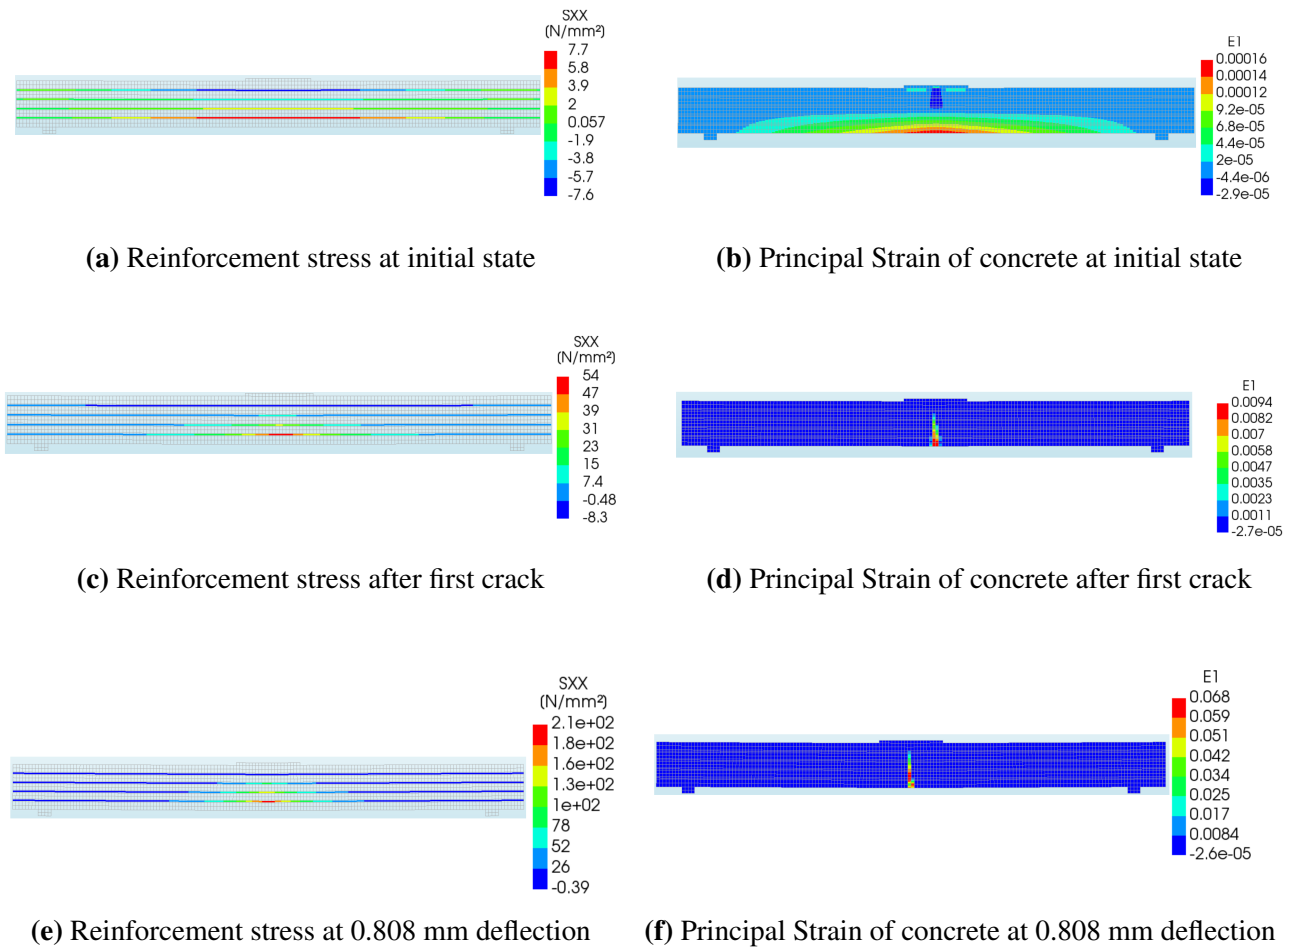 SXX
(N/mm²)
7.7
5.8
3.9
2
0.057
-1.9
-3.8
-5.7
-7.6
E1
0.00016
0.00014
0.00012
9.2e-05
6.8e-05
4.4e-05
2e-05
-4.4e-06
-2.9e-05
(a) Reinforcement stress at initial state
(b) Principal Strain of concrete at initial state
SXX
(N/mm²)
54
47
39
31
23
15
7.4
-0.48
-8.3
E1
0.0094
0.0082
0.007
0.0058
0.0047
0.0035
0.0023
0.0011
-2.7e-05
(c) Reinforcement stress after first crack
(d) Principal Strain of concrete after first crack
SXX
(N/mm²)
2.1e+02
1.8e+02
1.6e+02
1.3e+02
1e+02
78
52
26
-0.39
E1
0.068
0.059
0.051
0.042
0.034
0.025
0.017
0.0084
-2.6e-05
(e) Reinforcement stress at 0.808 mm deflection
(f) Principal Strain of concrete at 0.808 mm deflection